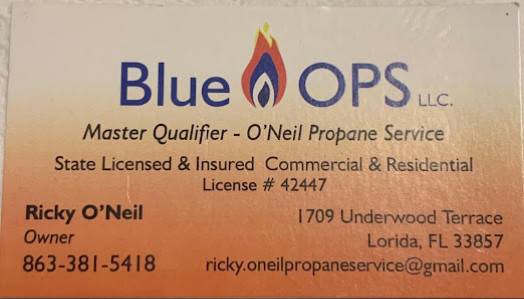 Blue OPS LLC.
Master Qualifier - O'Neil Propane Service
State Licensed & Insured Commercial & Residential
License # 42447
Ricky O'Neil
Owner
863-381-5418
1709 Underwood Terrace
Lorida, FL 33857
ricky.oneilpropaneservice@gmail.com